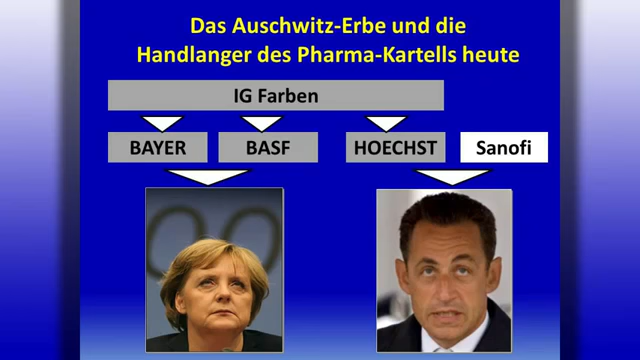 Das Auschwitz-Erbe und die
Handlanger des Pharma-Kartells heute
IG Farben
BAYER BASF HOECHST Sanofi